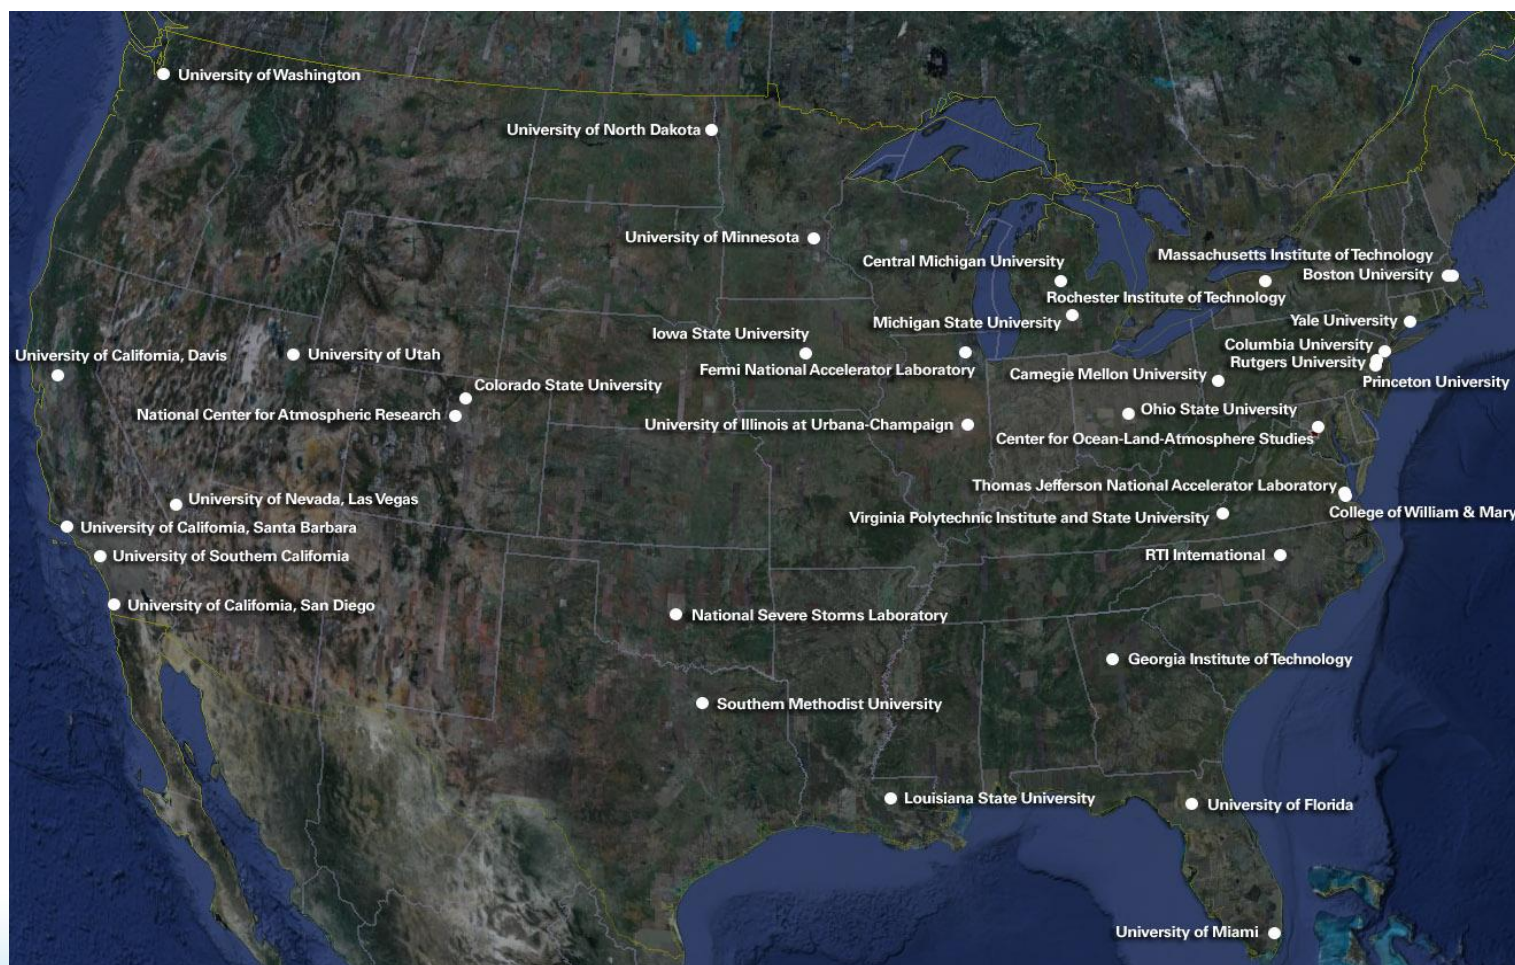 University of Washington
University of North Dakota
University of Minnesota
Central Michigan University
Massachusetts Institute of Technology
Boston University
Rochester Institute of Technology
Michigan State University
Yale University
Iowa State University
Columbia University
University of California, Davis
University of Utah
Fermi National Accelerator Laboratory
Rutgers University
Carnegie Mellon University
Princeton University
Colorado State University
National Center for Atmospheric Research
Ohio State University
University of Illinois at Urbana-Champaign
Center for Ocean-Land-Atmosphere Studies
Thomas Jefferson National Accelerator Laboratory
University of Nevada, Las Vegas
College of William & Mary
Virginia Polytechnic Institute and State University
University of California, Santa Barbara
University of Southern California
RTI International
University of California, San Diego
National Severe Storms Laboratory
Georgia Institute of Technology
Southern Methodist University
Louisiana State University
University of Florida
University of Miami